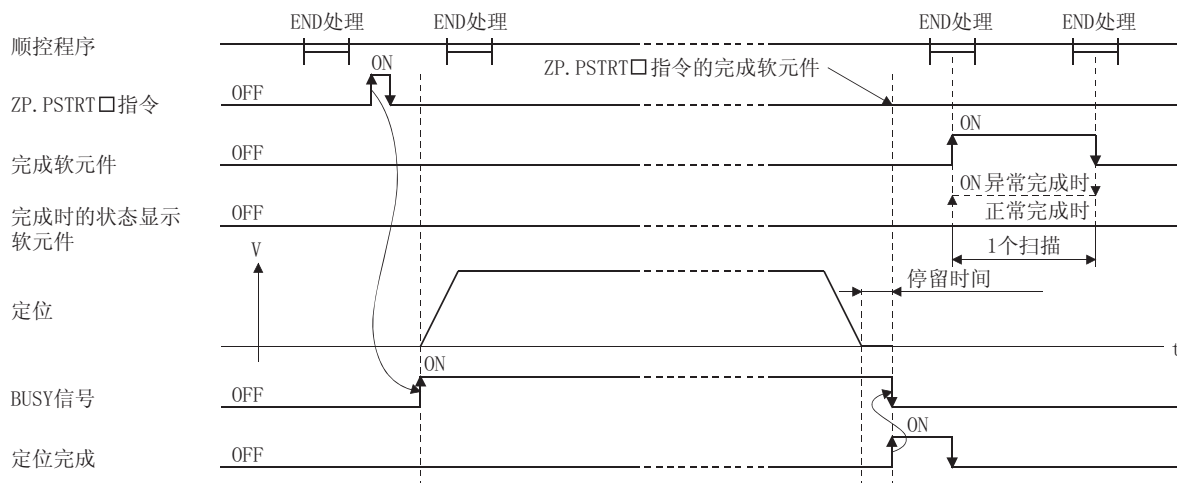 END处理 END处理 END处理 END处理
顺控程序
ON
ZP.PSTRT□指令的完成软元件
ZP.PSTRT□指令 OFF
ON
完成软元件 OFF
ON 异常完成时
完成时的状态显示
软元件
OFF
正常完成时
1个扫描
V
停留时间
定位
t
ON
BUSY信号 OFF
ON
定位完成 OFF